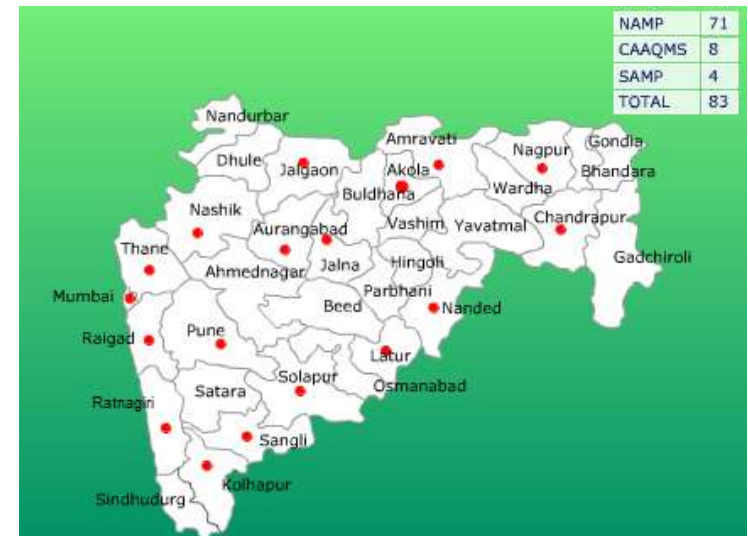 NAMP 71
CAAQMS 8
SAMP 4
TOTAL 83
Nandurbar
Amravati
Gondia
Nagpur
Dhule
Jalgaon
Akola
Bhandara
Buldhana
Wardha
Nashik
Chandrapur
Aurangabad
Vashim
Yavatmal
Thane
Gadchiroli
Ahmednagar
Jalna
Hingoli
Mumbai
Parbhani
Beed
Nanded
Raigad
Pune
Latur
Solapur
Osmanabad
Satara
Ratnagiri
Sangli
Kolhapur
Sindhudurg